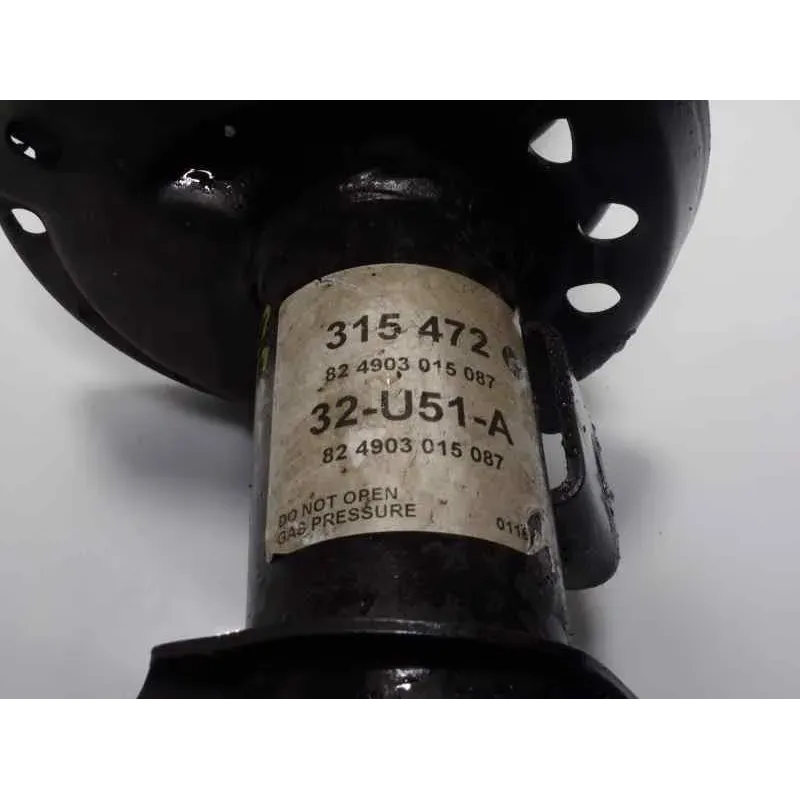 315 472
82 4903 015 087
32-U51-A
82 4903 015 087
DO NOT OPEN
GAS PRESSURE